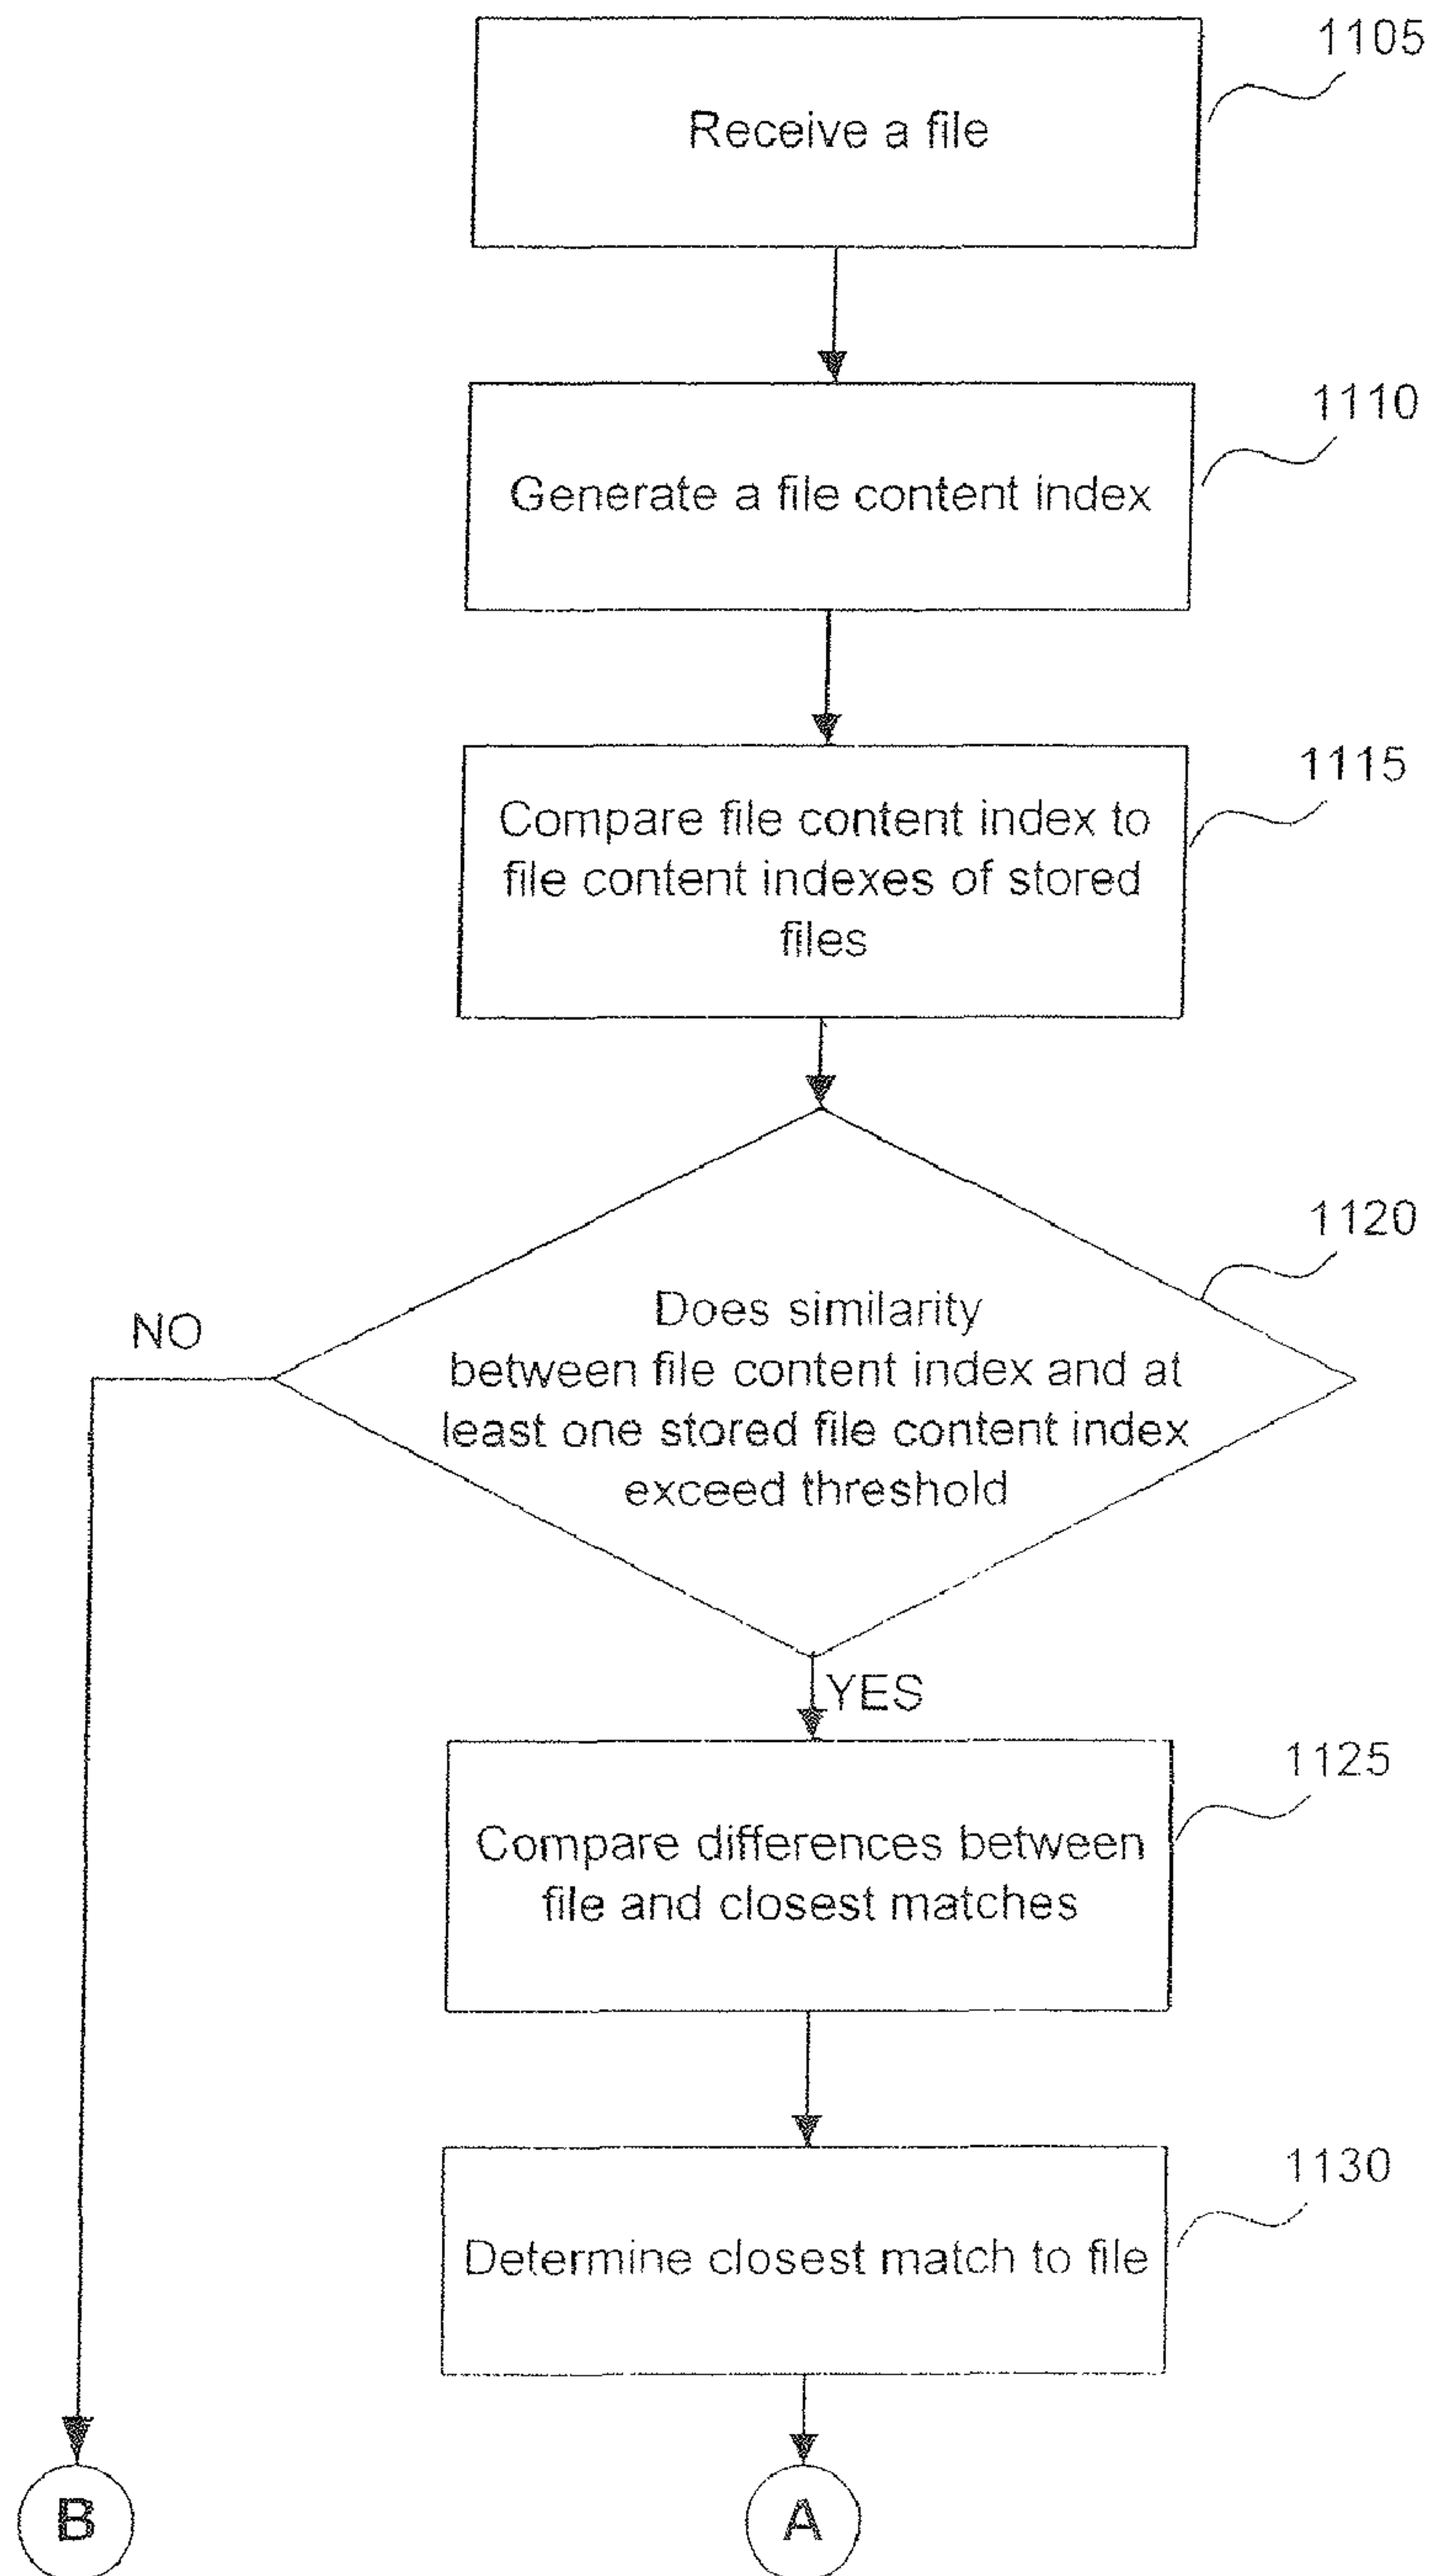 1105
Receive a file
1110
Generate a file content index
1115
Compare file content index to
file content indexes of stored
files
1120
NO
Does similarity
between file content index and at
least one stored file content index
exceed threshold
YES
1125
Compare differences between
file and closest matches
1130
Determine closest match to file
B
A